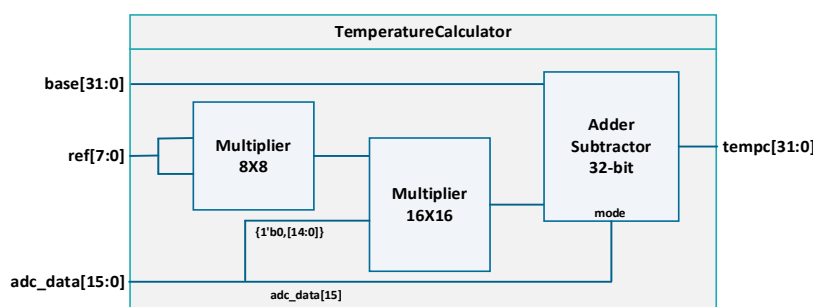 TemperatureCalculator
base[31:0]
ref[7:0]
Multiplier
8X8
Multiplier
16X16
Adder
Subtractor
32-bit
mode
tempc[31:0]
{1'b0,[14:0]}
adc_data[15:0]
adc_data[15]